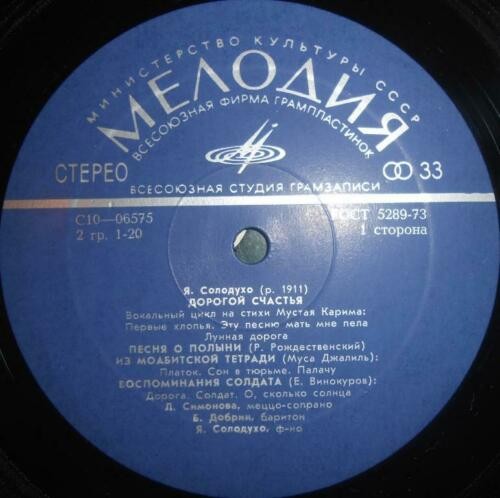 МИНИСТЕРСТВО КУЛЬТУРЫ СССР
МЕЛОДИЯ
ВСЕСОЮЗНАЯ ФИРМА ГРАМПЛАСТИНОК
СТЕРЕО
33
ВСЕСОЮЗНАЯ СТУДИЯ ГРАМЗАПИСИ
С10—06575
ГОСТ 5289-73
2 гр. 1-20
1 сторона
Я. Солодухо (р. 1911)
ДОРОГОЙ СЧАСТЬЯ
Вокальный цикл на стихи Мустая Карима:
Первые хлопья. Эту песню мать мне пела
Лунная дорога
ПЕСНЯ О ПОЛЫНИ (Р. Рождественский)
ИЗ МОАБИТСКОЙ ТЕТРАДИ (Муса Джалиль):
Платок. Сон в тюрьме. Палачу
ВОСПОМИНАНИЯ СОЛДАТА (Е. Винокуров):
Дорога. Солдат. О, сколько солнца
Л. Симонова, меццо-сопрано
Б. Добрин, баритон
Я. Солодухо, ф-но